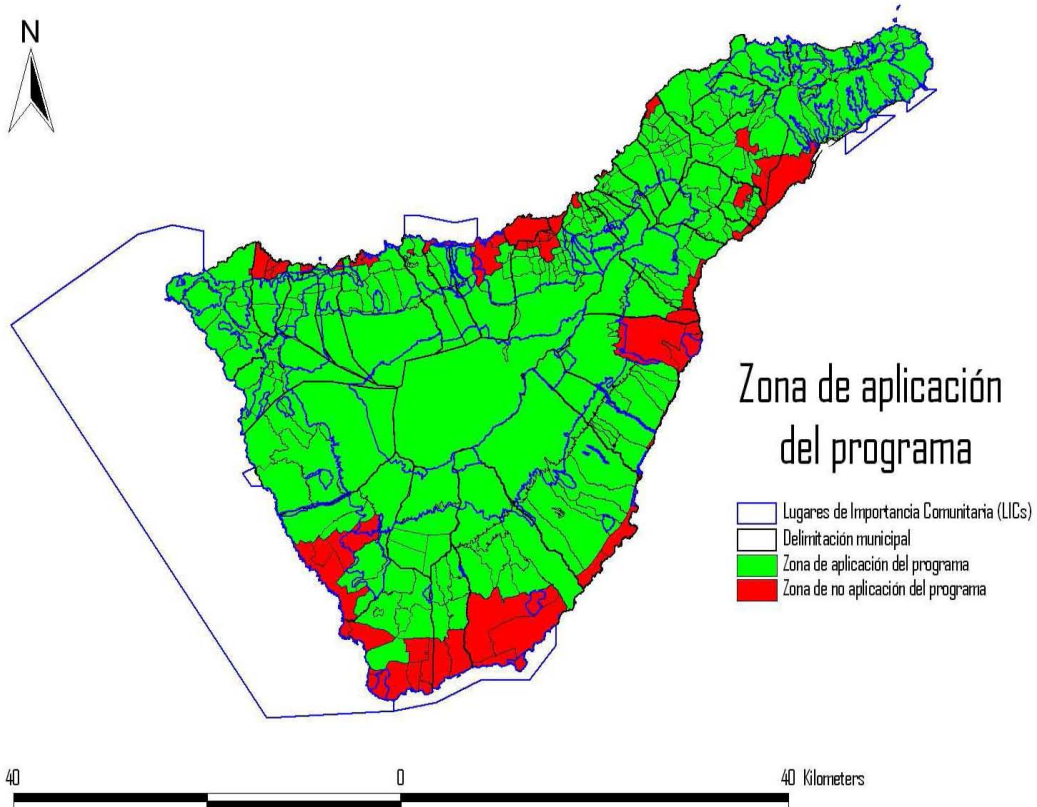 N
Zona de aplicación
del programa
Lugares de Importancia Comunitaria (LICs)
Delimitación municipal
Zona de aplicación del programa
Zona de no aplicación del programa
40 0 40 Kilometers